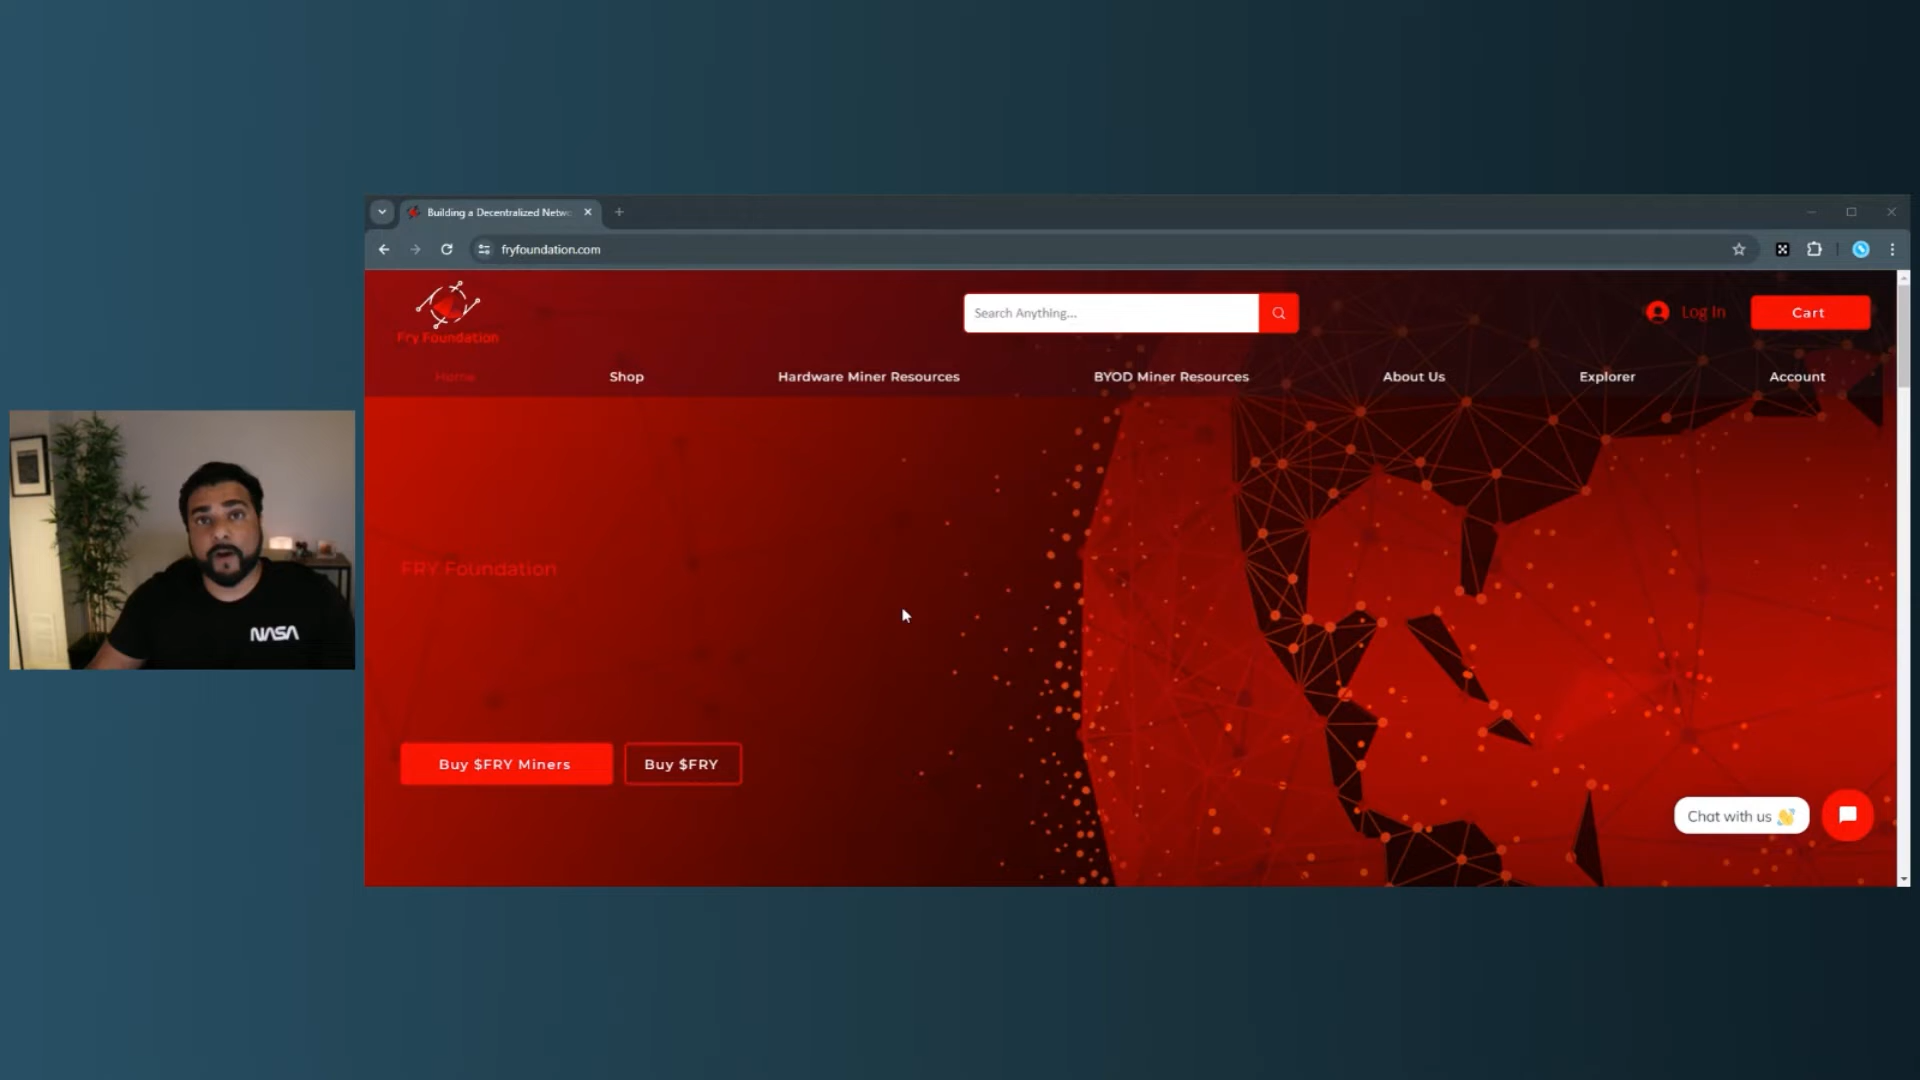 Building a Decentralized Netwo
fryfoundation.com
Fry Foundation
Search Anything...
Log In
Cart
Home
Shop
Hardware Miner Resources
BYOD Miner Resources
About Us
Explorer
Account
NASA
FRY Foundation
Buy $FRY Miners
Buy $FRY
Chat with us 👋